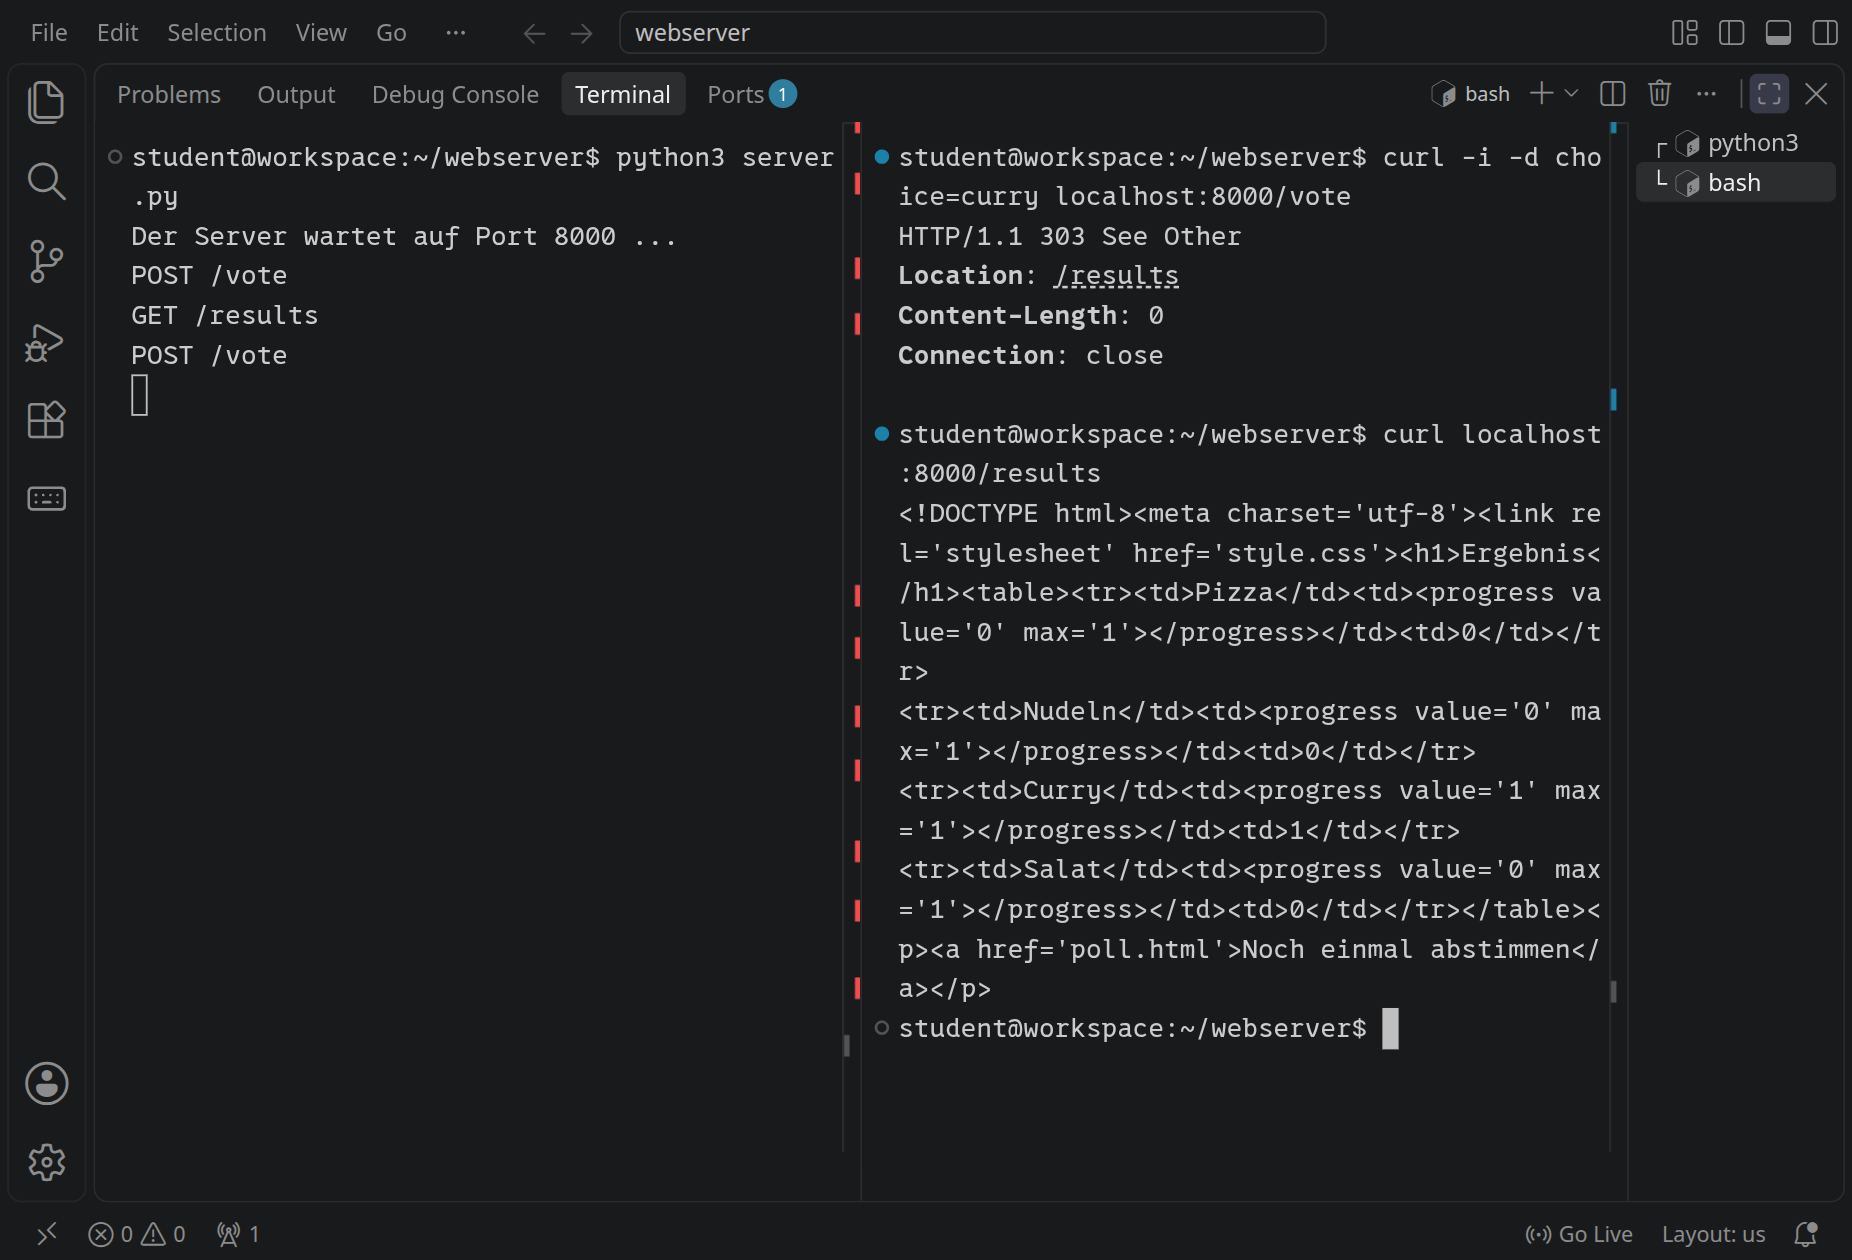 File Edit Selection View Go ··· webserver
Problems Output Debug Console Terminal Ports 1
bash
student@workspace:~/webserver$ python3 server
.py
Der Server wartet auf Port 8000 ...
POST /vote
GET /results
POST /vote
student@workspace:~/webserver$ curl -i -d cho
ice=curry localhost:8000/vote
HTTP/1.1 303 See Other
Location: /results
Content-Length: 0
Connection: close
student@workspace:~/webserver$ curl localhost
:8000/results
<!DOCTYPE html><meta charset='utf-8'><link re
l='stylesheet' href='style.css'><h1>Ergebnis<
/h1><table><tr><td>Pizza</td><td><progress va
lue='0' max='1'></progress></td><td>0</td></t
r>
<tr><td>Nudeln</td><td><progress value='0' ma
x='1'></progress></td><td>0</td></tr>
<tr><td>Curry</td><td><progress value='1' max
='1'></progress></td><td>1</td></tr>
<tr><td>Salat</td><td><progress value='0' max
='1'></progress></td><td>0</td></tr></table><
p><a href='poll.html'>Noch einmal abstimmen</
a></p>
student@workspace:~/webserver$
python3
bash
0 0 1
Go Live Layout: us